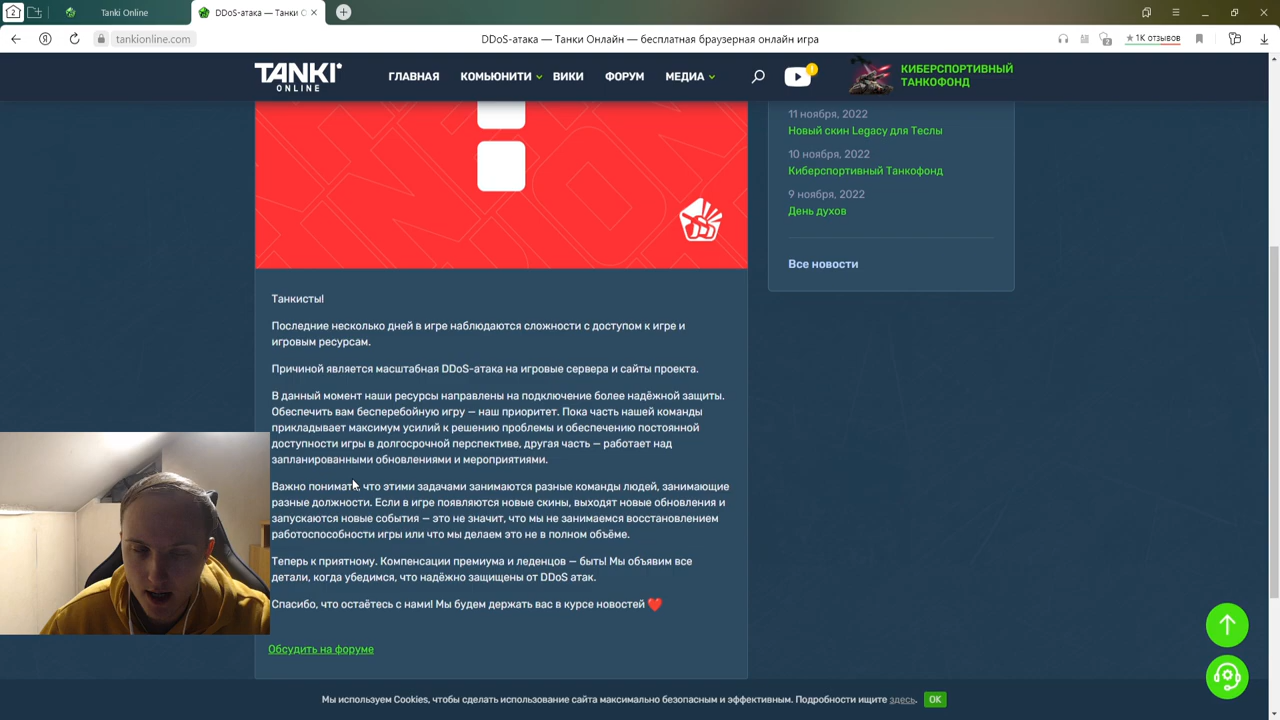 2
Tanki Online
DDoS-атака — Танки О
tankionline.com
DDoS-атака — Танки Онлайн — бесплатная браузерная онлайн игра
2
1К отзывов
TANKI
ONLINE
ГЛАВНАЯ
КОМЬЮНИТИ
ВИКИ
ФОРУМ
МЕДИА
!
КИБЕРСПОРТИВНЫЙ
ТАНКОФОНД
11 ноября, 2022
Новый скин Legacy для Теслы
10 ноября, 2022
Киберспортивный Танкофонд
9 ноября, 2022
День духов
Все новости
Танкисты!
Последние несколько дней в игре наблюдаются сложности с доступом к игре и
игровым ресурсам.
Причиной является масштабная DDoS-атака на игровые сервера и сайты проекта.
В данный момент наши ресурсы направлены на подключение более надёжной защиты.
Обеспечить вам бесперебойную игру — наш приоритет. Пока часть нашей команды
прикладывает максимум усилий к решению проблемы и обеспечению постоянной
доступности игры в долгосрочной перспективе, другая часть — работает над
запланированными обновлениями и мероприятиями.
Важно понимать, что этими задачами занимаются разные команды людей, занимающие
разные должности. Если в игре появляются новые скины, выходят новые обновления и
запускаются новые события — это не значит, что мы не занимаемся восстановлением
работоспособности игры или что мы делаем это не в полном объёме.
Теперь к приятному. Компенсации премиума и леденцов — быть! Мы объявим все
детали, когда убедимся, что надёжно защищены от DDoS атак.
Спасибо, что остаётесь с нами! Мы будем держать вас в курсе новостей ❤️
Обсудить на форуме
Мы используем Cookies, чтобы сделать использование сайта максимально безопасным и эффективным. Подробности ищите здесь.
OK